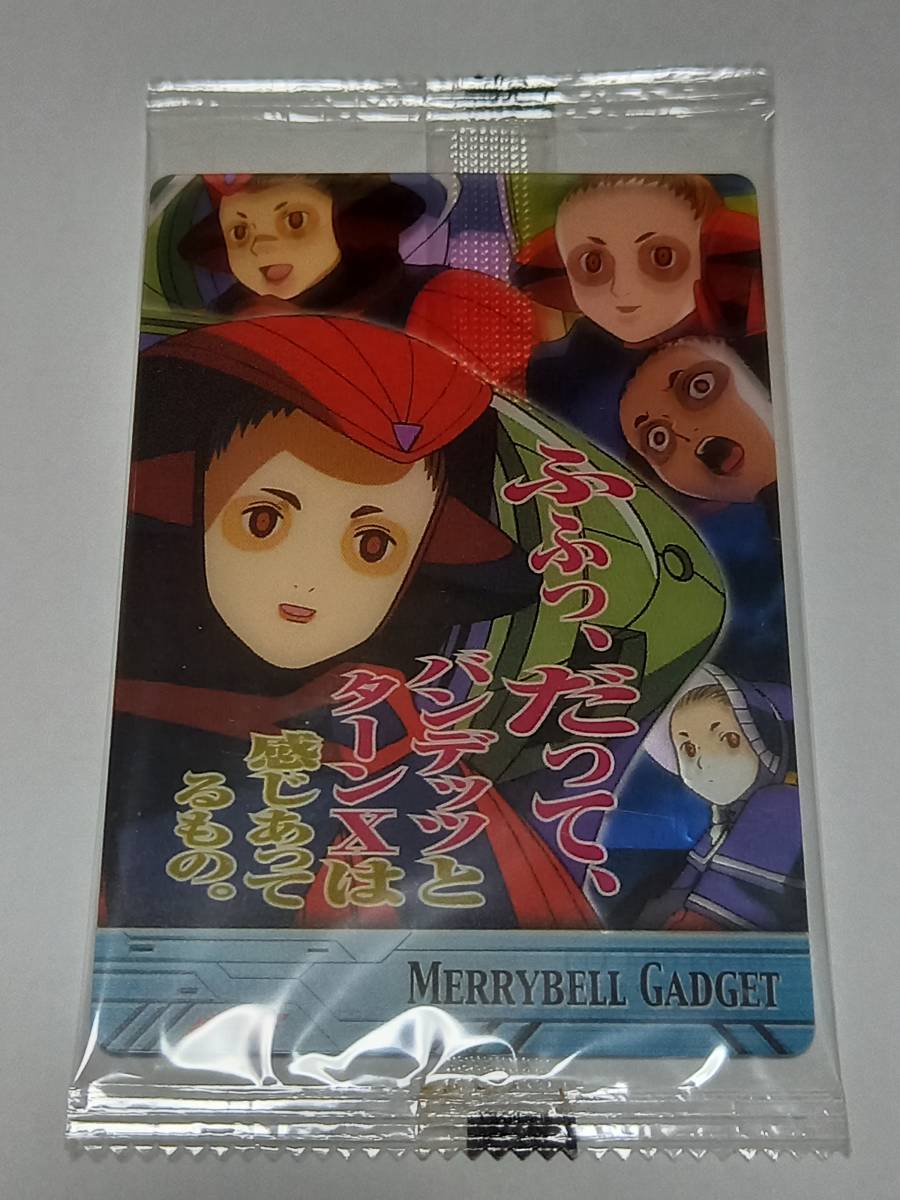 ふふっ、だって、
バンデッツと
ターンXは
感じあって
るもの。
MERRYBELL GADGET